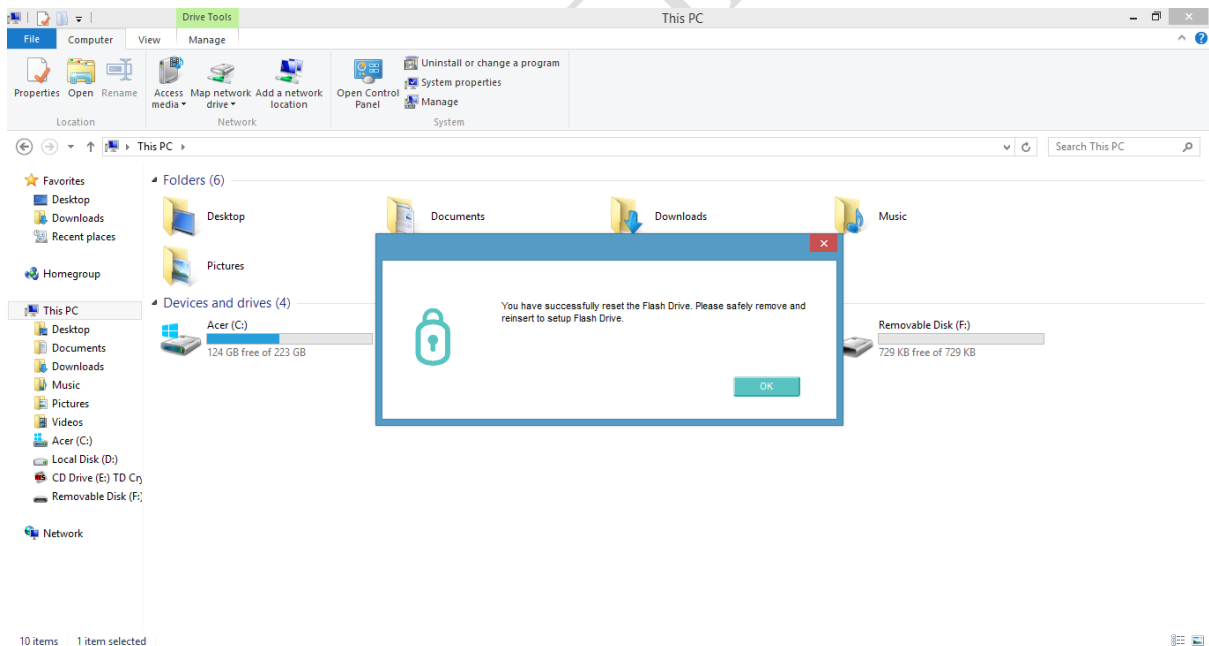 Drive Tools
This PC
File Computer View Manage
Properties Open Rename
Access media Map network drive Add a network location
Open Control Panel
Uninstall or change a program
System properties
Manage
Location Network System
This PC
Search This PC
Favorites
Desktop
Downloads
Recent places
Homegroup
This PC
Desktop
Documents
Downloads
Music
Pictures
Videos
Acer (C:)
Local Disk (D:)
CD Drive (E:) TD Cry
Removable Disk (F:)
Network
Folders (6)
Desktop
Documents
Downloads
Music
Pictures
Devices and drives (4)
Acer (C:)
124 GB free of 223 GB
Removable Disk (F:)
729 KB free of 729 KB
You have successfully reset the Flash Drive. Please safely remove and
reinsert to setup Flash Drive.
OK
10 items 1 item selected